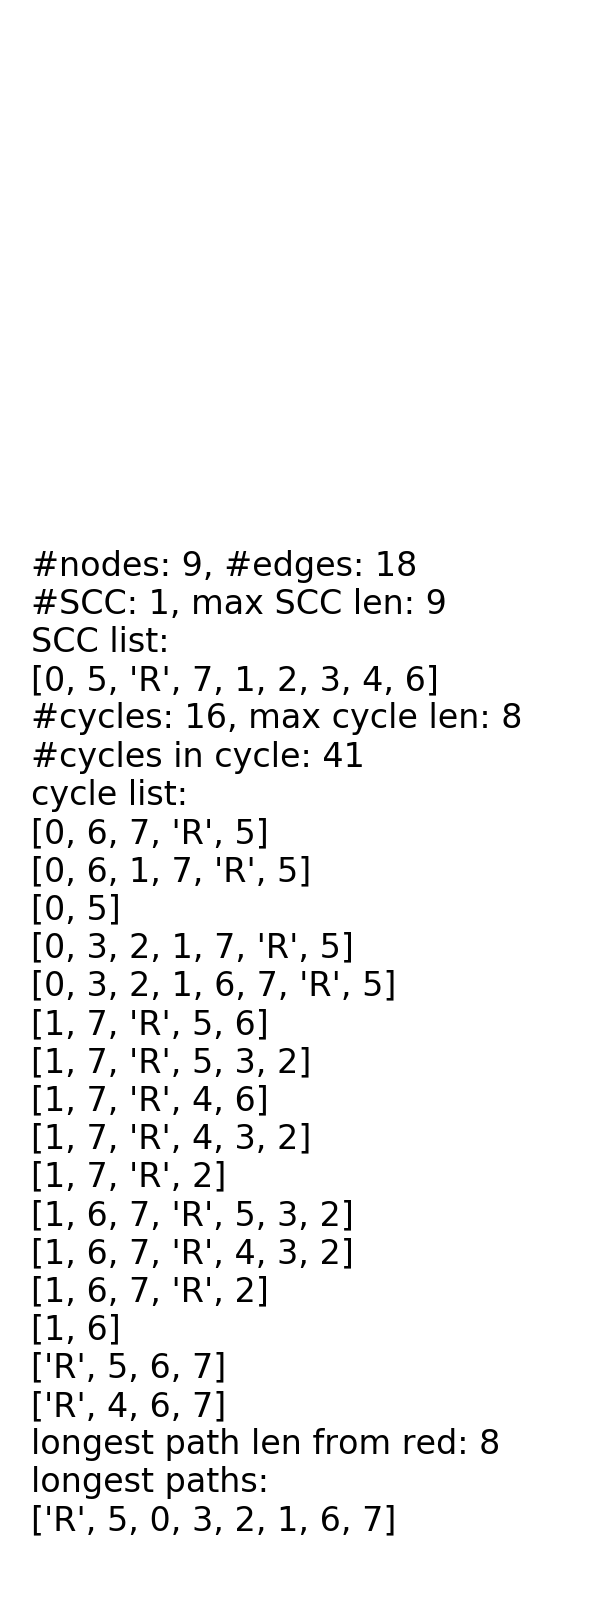 #nodes: 9, #edges: 18
#SCC: 1, max SCC len: 9
SCC list:
[0, 5, 'R', 7, 1, 2, 3, 4, 6]
#cycles: 16, max cycle len: 8
#cycles in cycle: 41
cycle list:
[0, 6, 7, 'R', 5]
[0, 6, 1, 7, 'R', 5]
[0, 5]
[0, 3, 2, 1, 7, 'R', 5]
[0, 3, 2, 1, 6, 7, 'R', 5]
[1, 7, 'R', 5, 6]
[1, 7, 'R', 5, 3, 2]
[1, 7, 'R', 4, 6]
[1, 7, 'R', 4, 3, 2]
[1, 7, 'R', 2]
[1, 6, 7, 'R', 5, 3, 2]
[1, 6, 7, 'R', 4, 3, 2]
[1, 6, 7, 'R', 2]
[1, 6]
['R', 5, 6, 7]
['R', 4, 6, 7]
longest path len from red: 8
longest paths:
['R', 5, 0, 3, 2, 1, 6, 7]